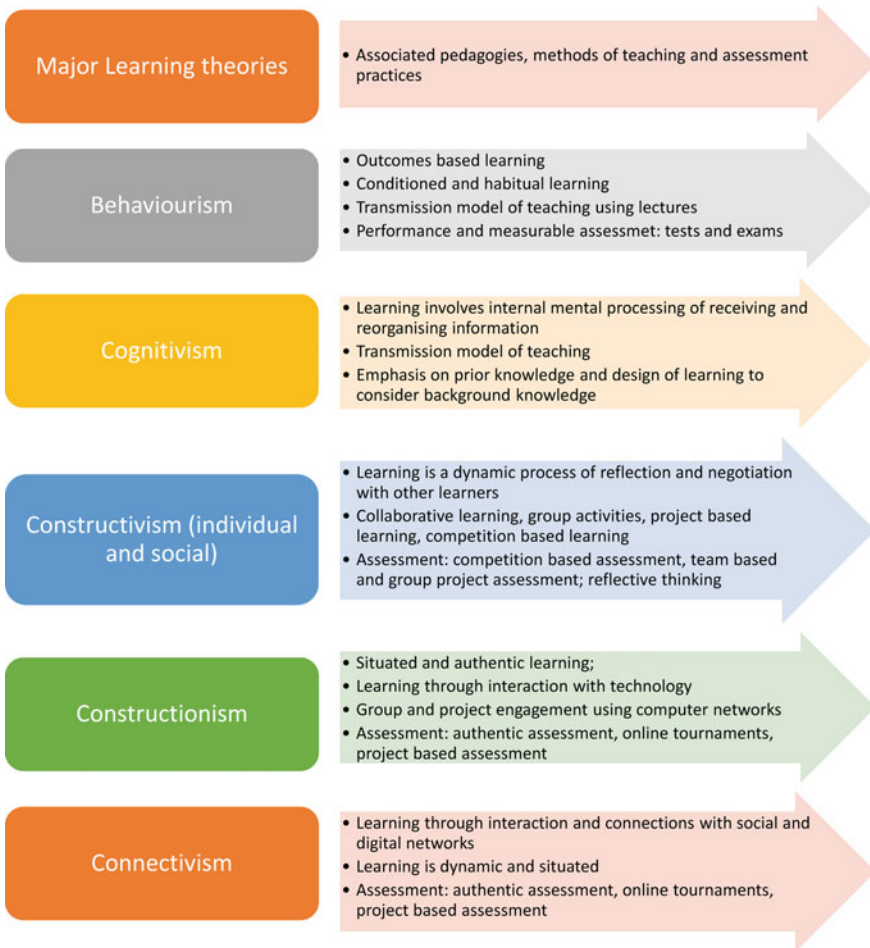 Major Learning theories
• Associated pedagogies, methods of teaching and assessment
practices
Behaviourism
• Outcomes based learning
• Conditioned and habitual learning
• Transmission model of teaching using lectures
• Performance and measurable assessmet: tests and exams
Cognitivism
• Learning involves internal mental processing of receiving and
reorganising information
• Transmission model of teaching
• Emphasis on prior knowledge and design of learning to
consider background knowledge
Constructivism (individual
and social)
• Learning is a dynamic process of reflection and negotiation
with other learners
• Collaborative learning, group activities, project based
learning, competition based learning
• Assessment: competition based assessment, team based
and group project assessment; reflective thinking
Constructionism
• Situated and authentic learning;
• Learning through interaction with technology
• Group and project engagement using computer networks
• Assessment: authentic assessment, online tournaments,
project based assessment
Connectivism
• Learning through interaction and connections with social and
digital networks
• Learning is dynamic and situated
• Assessment: authentic assessment, online tournaments,
project based assessment